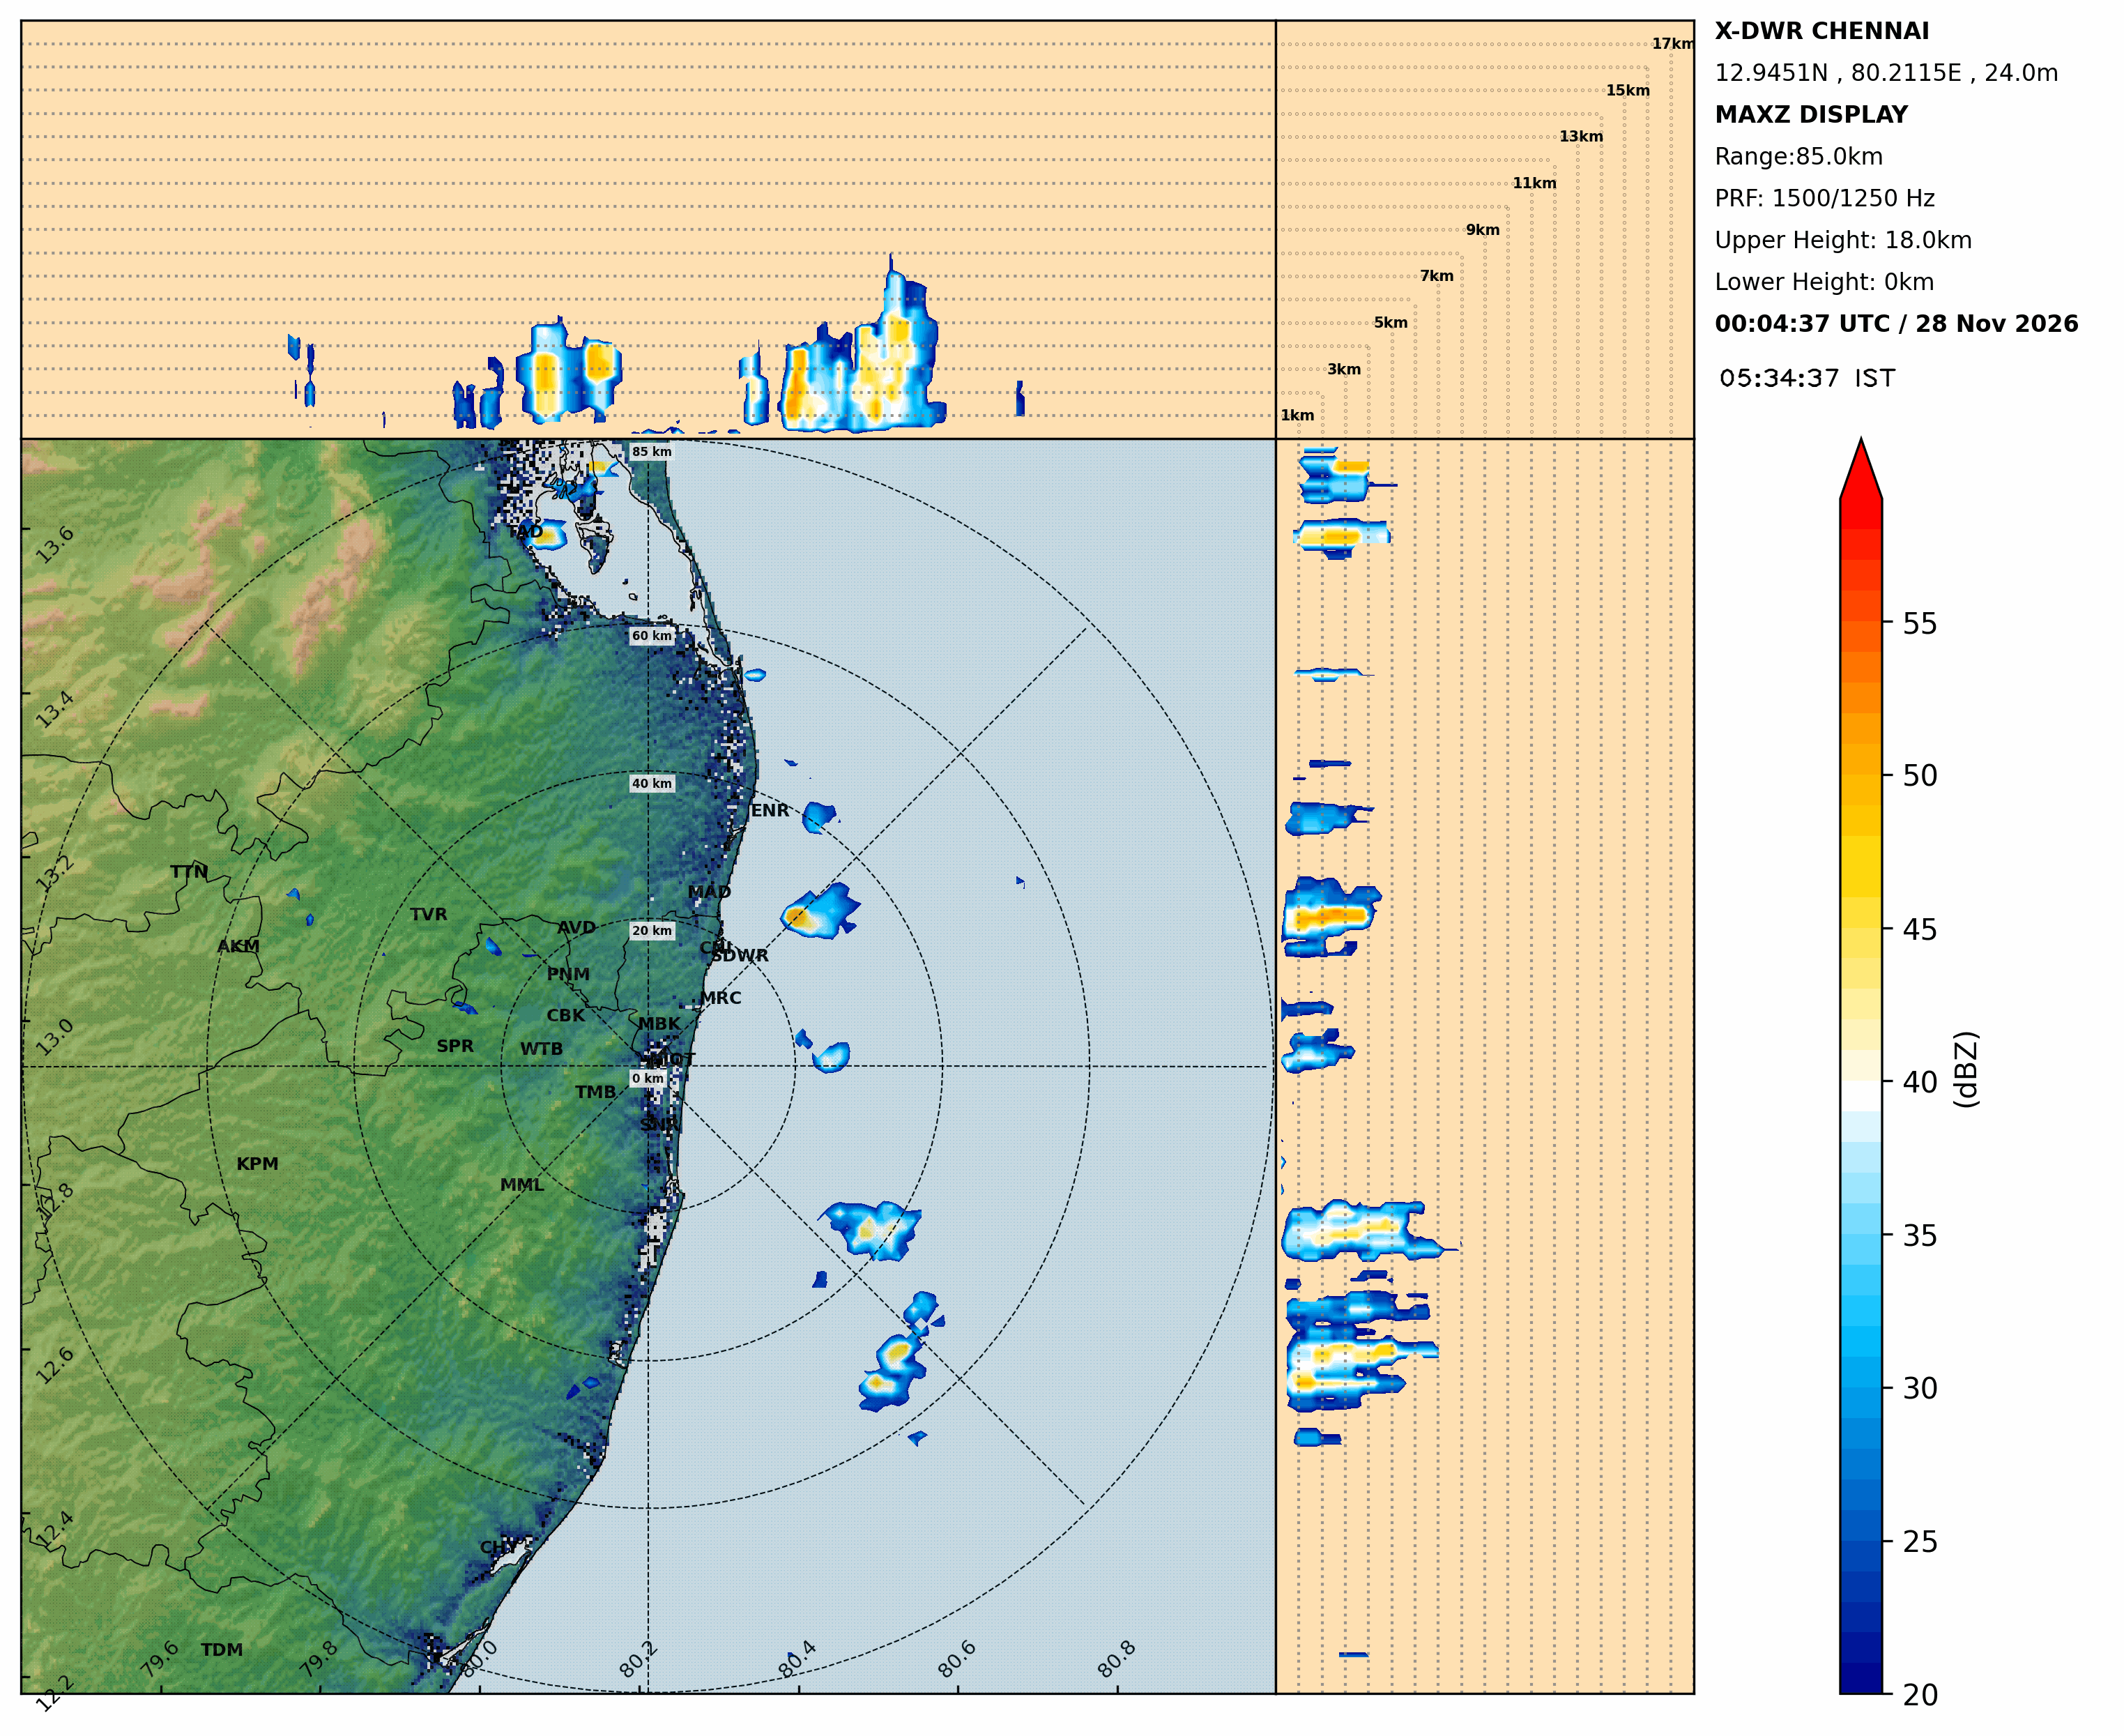 X-DWR CHENNAI
12.9451N , 80.2115E , 24.0m
MAXZ DISPLAY
Range:85.0km
PRF: 1500/1250 Hz
Upper Height: 18.0km
Lower Height: 0km
00:04:37 UTC / 28 Nov 2026
05:34:37 IST
17km
15km
13km
11km
9km
7km
5km
3km
1km
85 km
60 km
40 km
20 km
0 km
TAD
ENR
TTN
MAD
TVR
AVD
AKM
CNL
SDWR
PNM
MRC
CBK
MBK
SPR
WTB
TMB
SNR
KPM
MML
CHY
TDM
13.6
13.4
13.2
13.0
12.8
12.6
12.4
12.2
79.6
79.8
80.0
80.2
80.4
80.6
80.8
55
50
45
40
35
30
25
20
(dBZ)